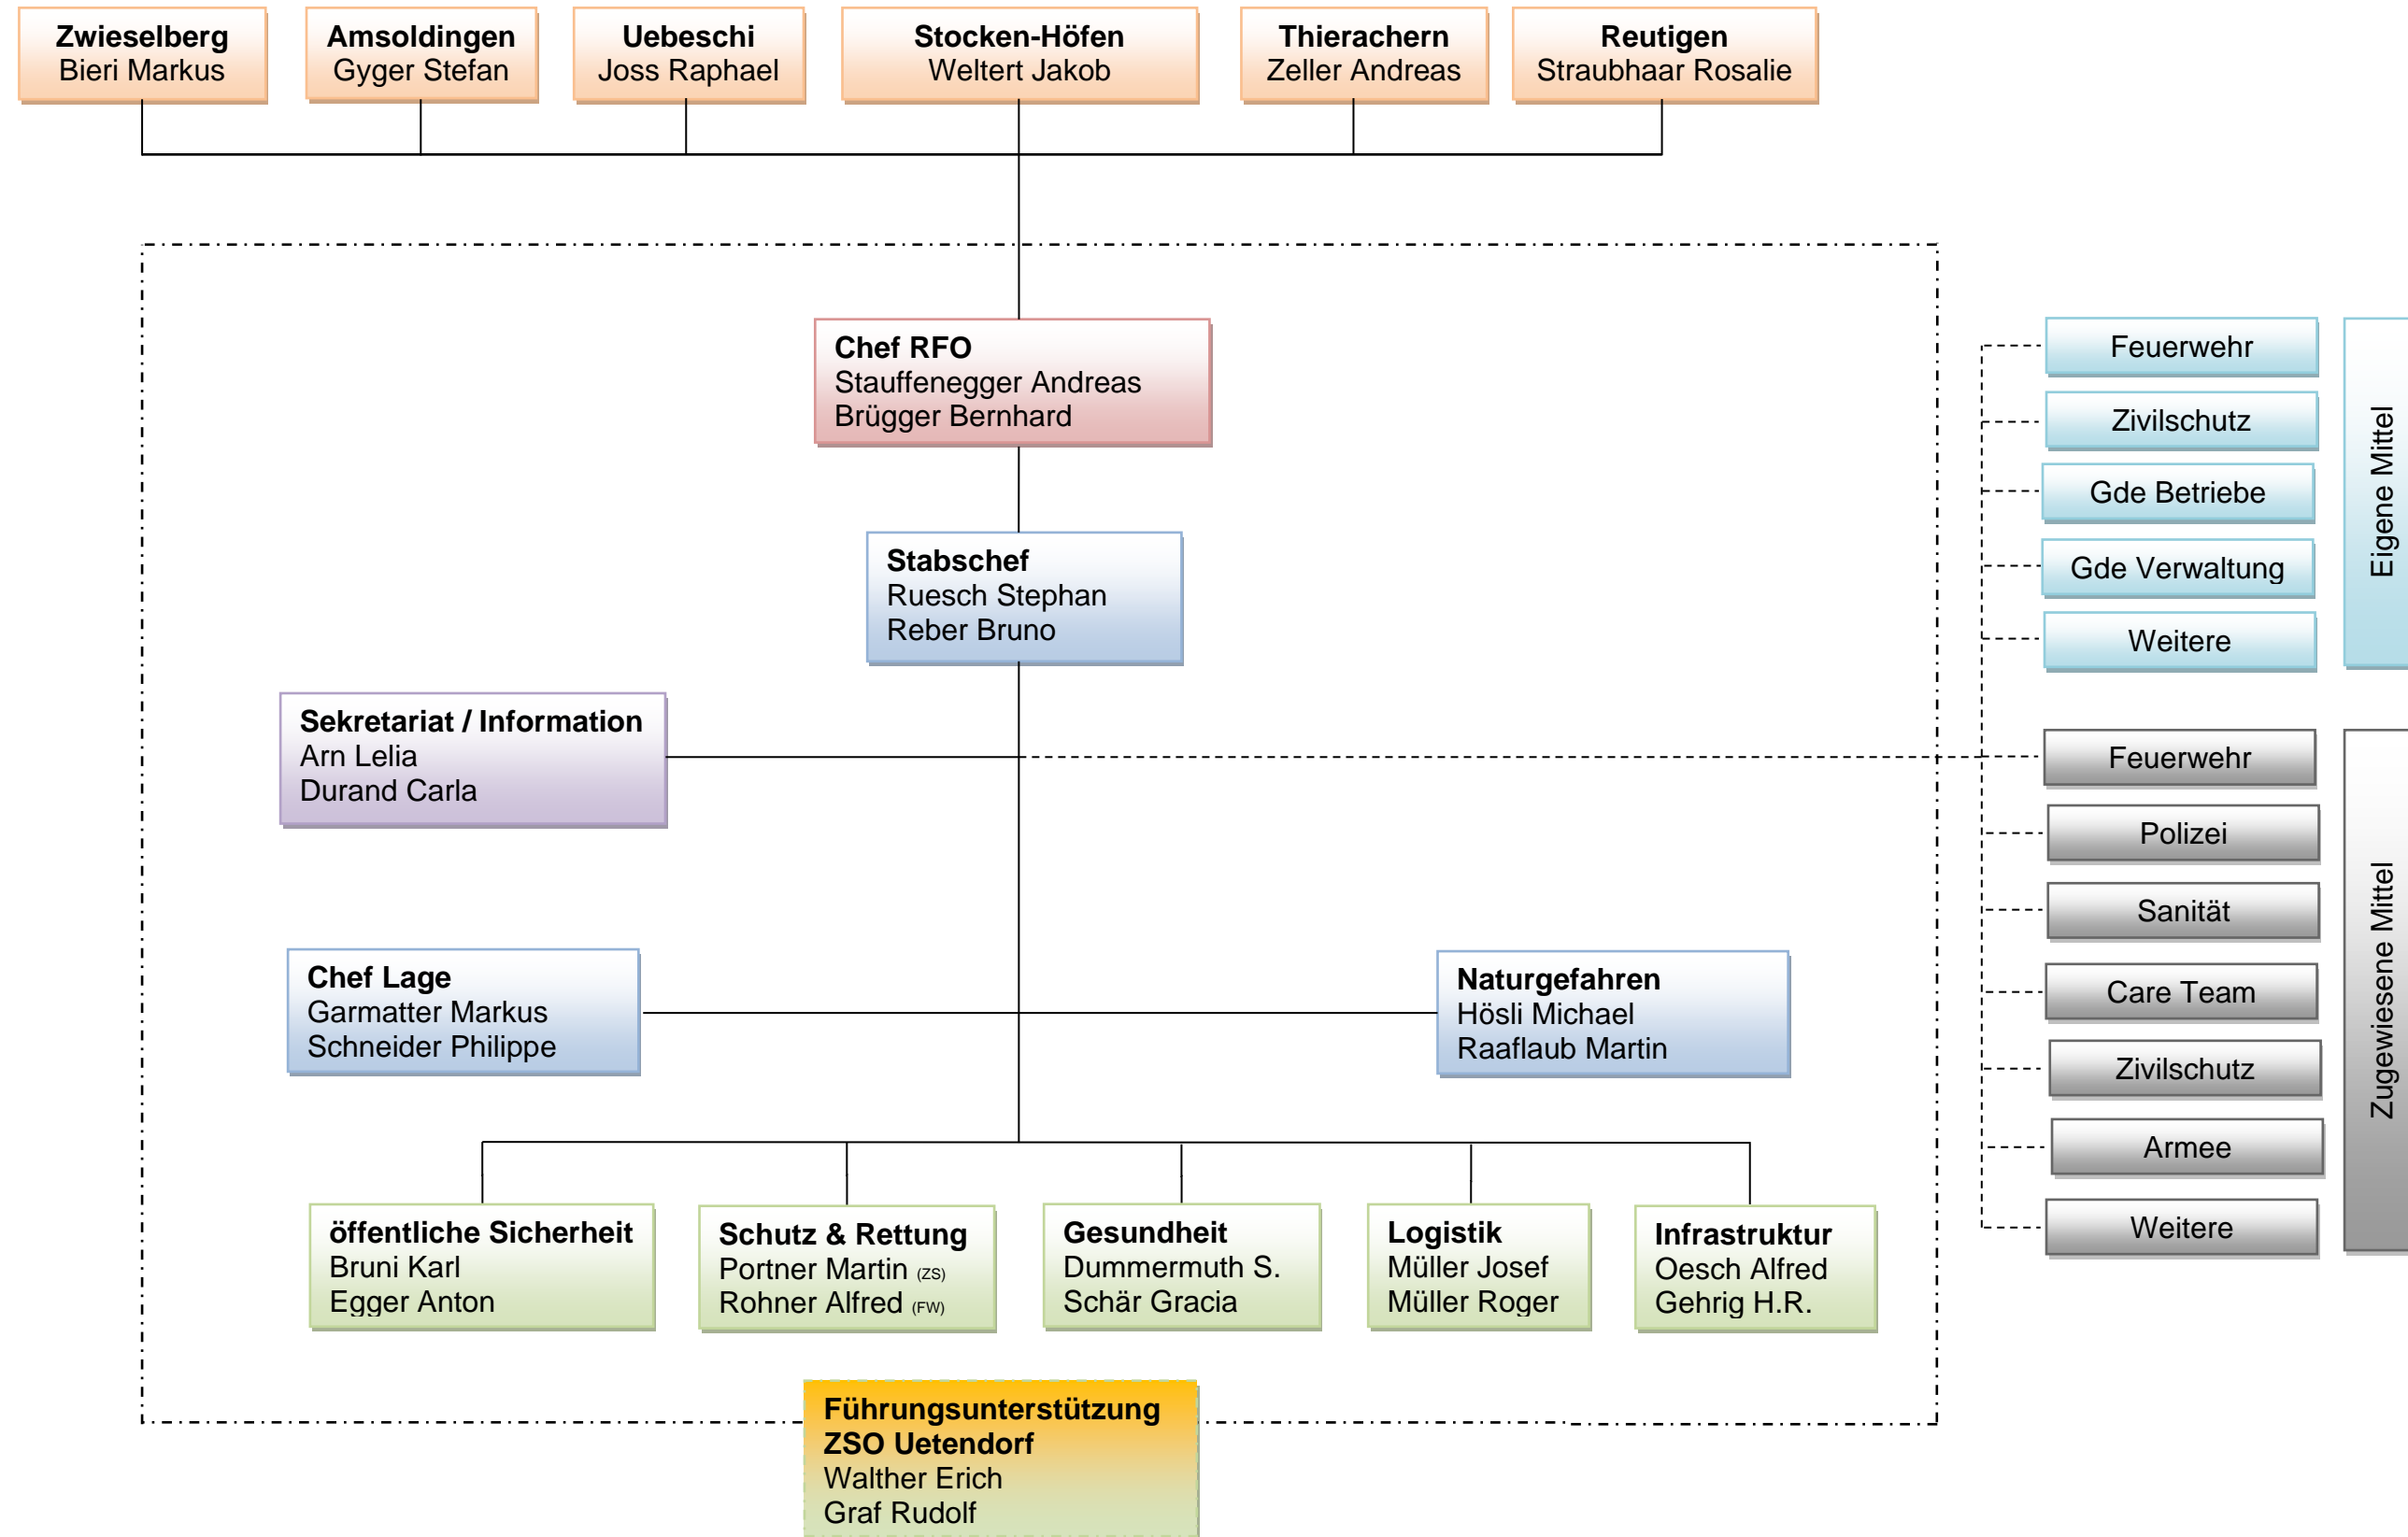 Zwieselberg
Bieri Markus
Amsoldingen
Gyger Stefan
Uebeschi
Joss Raphael
Stocken-Höfen
Weltert Jakob
Thierachern
Zeller Andreas
Reutigen
Straubhaar Rosalie
Chef RFO
Stauffenegger Andreas
Brügger Bernhard
Stabschef
Ruesch Stephan
Reber Bruno
Sekretariat / Information
Arn Lelia
Durand Carla
Chef Lage
Garmatter Markus
Schneider Philippe
Naturgefahren
Hösli Michael
Raaflaub Martin
öffentliche Sicherheit
Bruni Karl
Egger Anton
Schutz & Rettung
Portner Martin (ZS)
Rohner Alfred (FW)
Gesundheit
Dummermuth S.
Schär Gracia
Logistik
Müller Josef
Müller Roger
Infrastruktur
Oesch Alfred
Gehrig H.R.
Führungsunterstützung
ZSO Uetendorf
Walther Erich
Graf Rudolf
Feuerwehr
Zivilschutz
Gde Betriebe
Gde Verwaltung
Weitere
Eigene Mittel
Feuerwehr
Polizei
Sanität
Care Team
Zivilschutz
Armee
Weitere
Zugewiesene Mittel